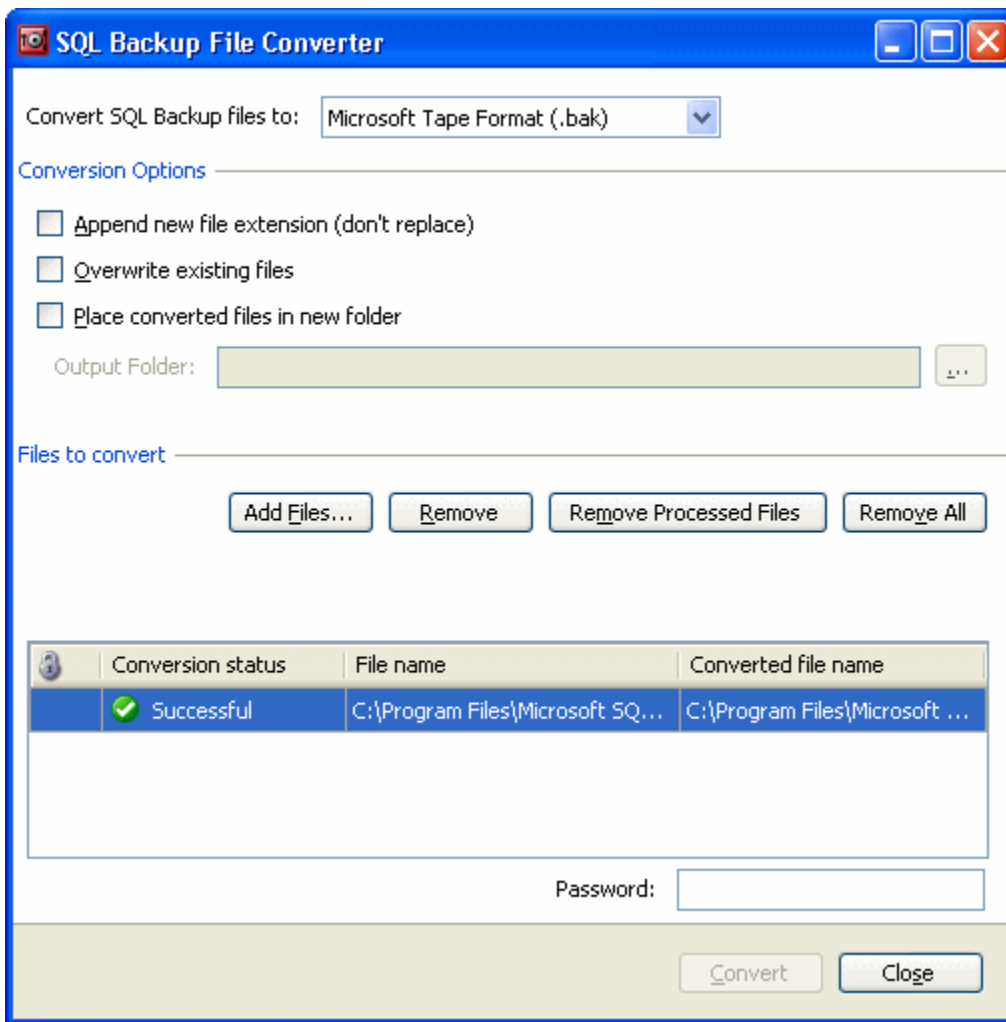 SQL Backup File Converter
Convert SQL Backup files to: Microsoft Tape Format (.bak)
Conversion Options
Append new file extension (don't replace)
Overwrite existing files
Place converted files in new folder
Output Folder: ...
Files to convert
Add Files... Remove Remove Processed Files Remove All
Conversion status File name Converted file name
Successful C:\Program Files\Microsoft SQ... C:\Program Files\Microsoft ...
Password:
Convert Close